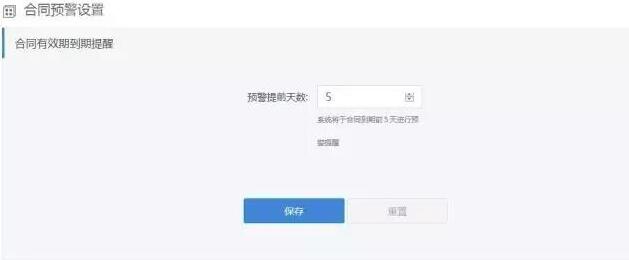 合同预警设置
合同有效期到期提醒
预警提前天数: 5
系统将于合同到期前 5 天进行预
警提醒
保存 重置